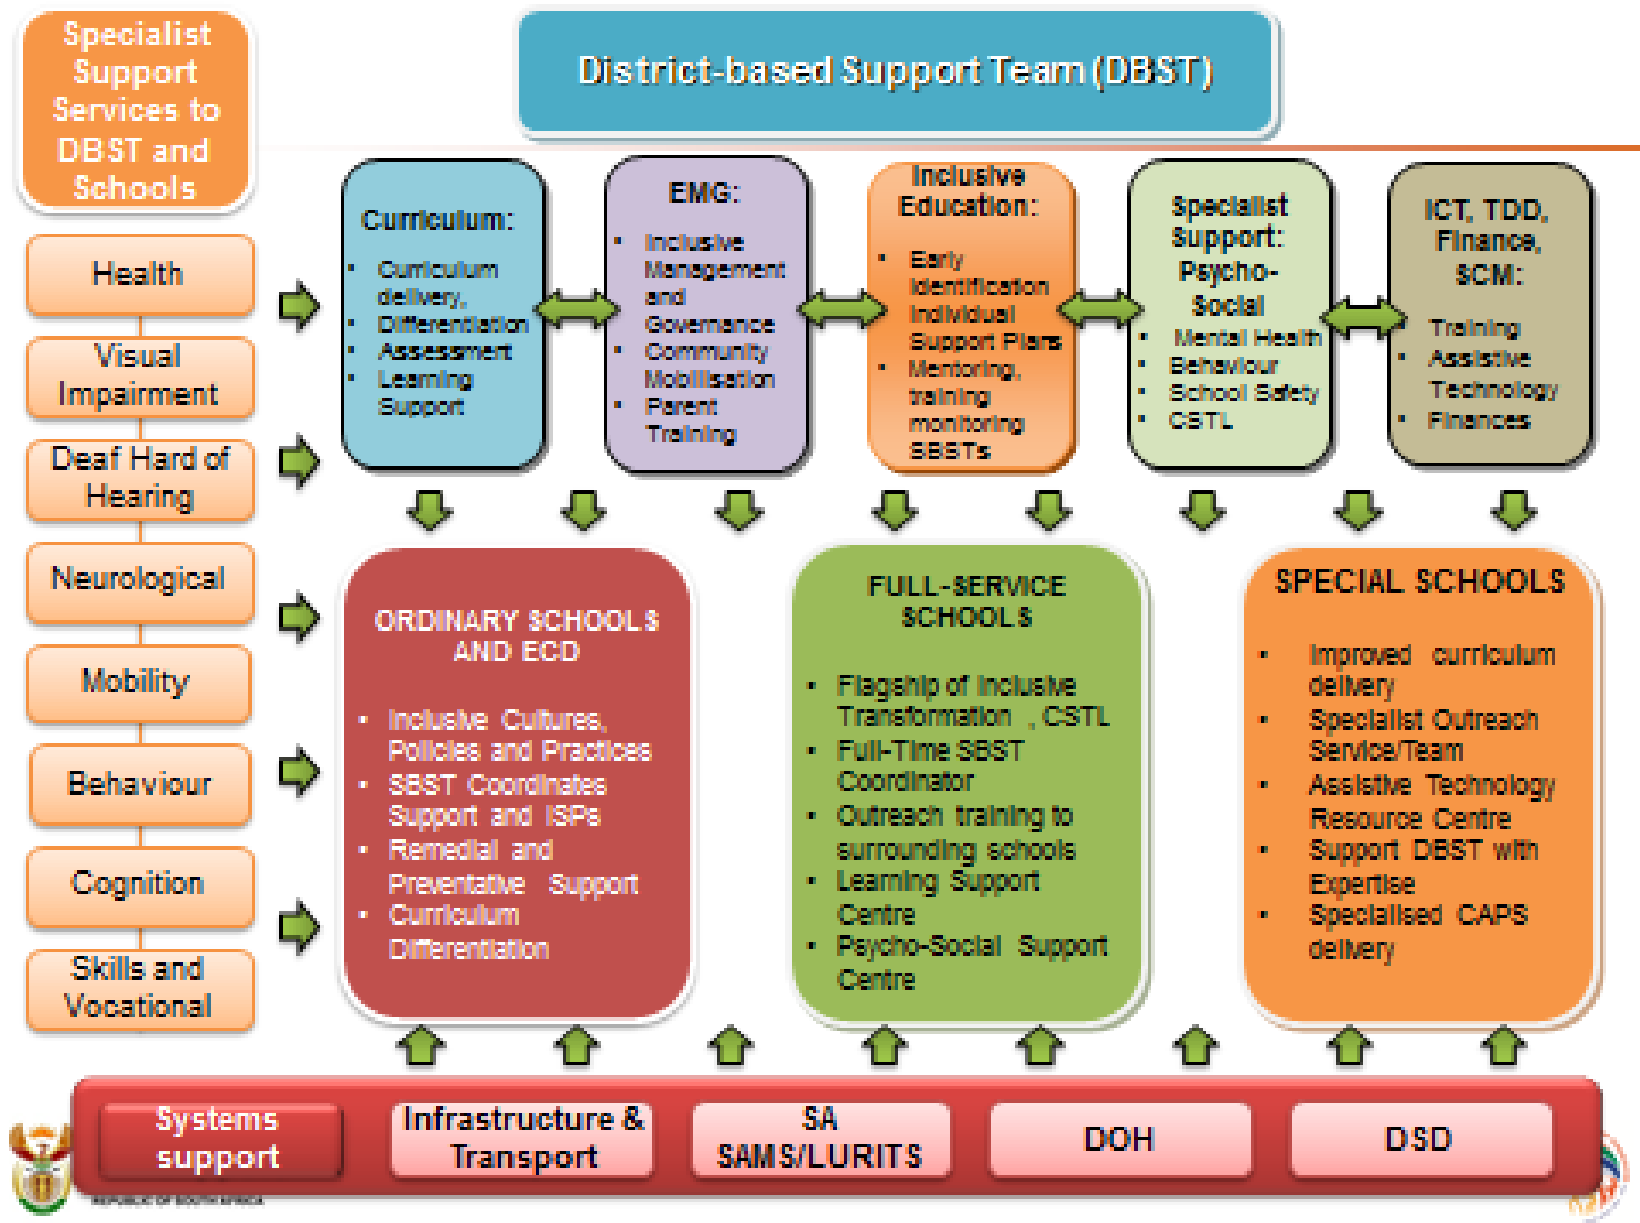 Specialist
Support
Services to
DBST and
Schools
District-based Support Team (DBST)
Health
Visual
Impairment
Deaf Hard of
Hearing
Neurological
Mobility
Behaviour
Cognition
Skills and
Vocational
Curriculum:
• Curriculum
delivery,
• Differentiation
• Assessment
• Learning
Support
EMG:
• Inclusive
Management
and
Governance
• Community
Mobilisation
• Parent
Training
Inclusive
Education:
• Early
Identification
• Individual
Support Plans
• Mentoring,
training
monitoring
SBSTs
Specialist
Support:
Psycho-
Social
• Mental Health
• Behaviour
• School Safety
• CSTL
ICT, TDD,
Finance,
SCM:
• Training
• Assistive
Technology
• Finances
ORDINARY SCHOOLS
AND ECD
• Inclusive Cultures,
Policies and Practices
• SBST Coordinates
Support and ISPs
• Remedial and
Preventative Support
• Curriculum
Differentiation
FULL-SERVICE
SCHOOLS
• Flagship of Inclusive
Transformation , CSTL
• Full-Time SBST
Coordinator
• Outreach training to
surrounding schools
• Learning Support
Centre
• Psycho-Social Support
Centre
SPECIAL SCHOOLS
• Improved curriculum
delivery
• Specialist Outreach
Service/Team
• Assistive Technology
Resource Centre
• Support DBST with
Expertise
• Specialised CAPS
delivery
Systems
support
Infrastructure &
Transport
SA
SAMS/LURITS
DOH
DSD
REPUBLIC OF SOUTH AFRICA